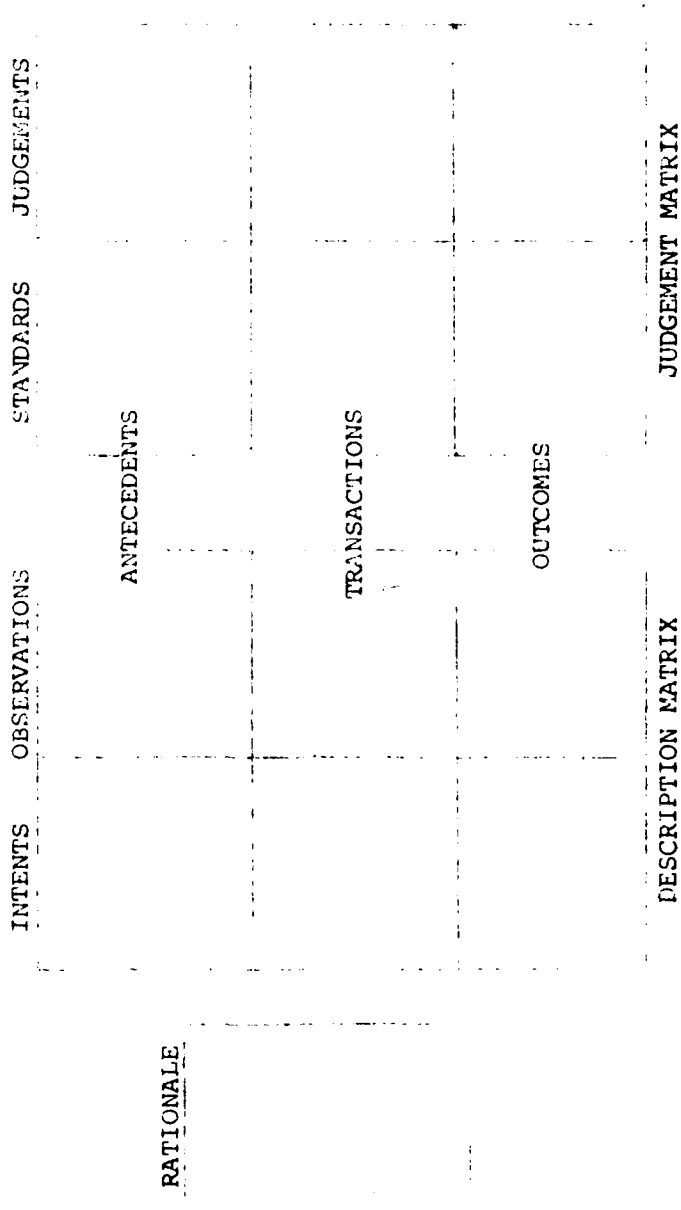 INTENTS OBSERVATIONS STANDARDS JUDGEMENTS
RATIONALE
ANTECEDENTS
TRANSACTIONS
OUTCOMES
DESCRIPTION MATRIX JUDGEMENT MATRIX